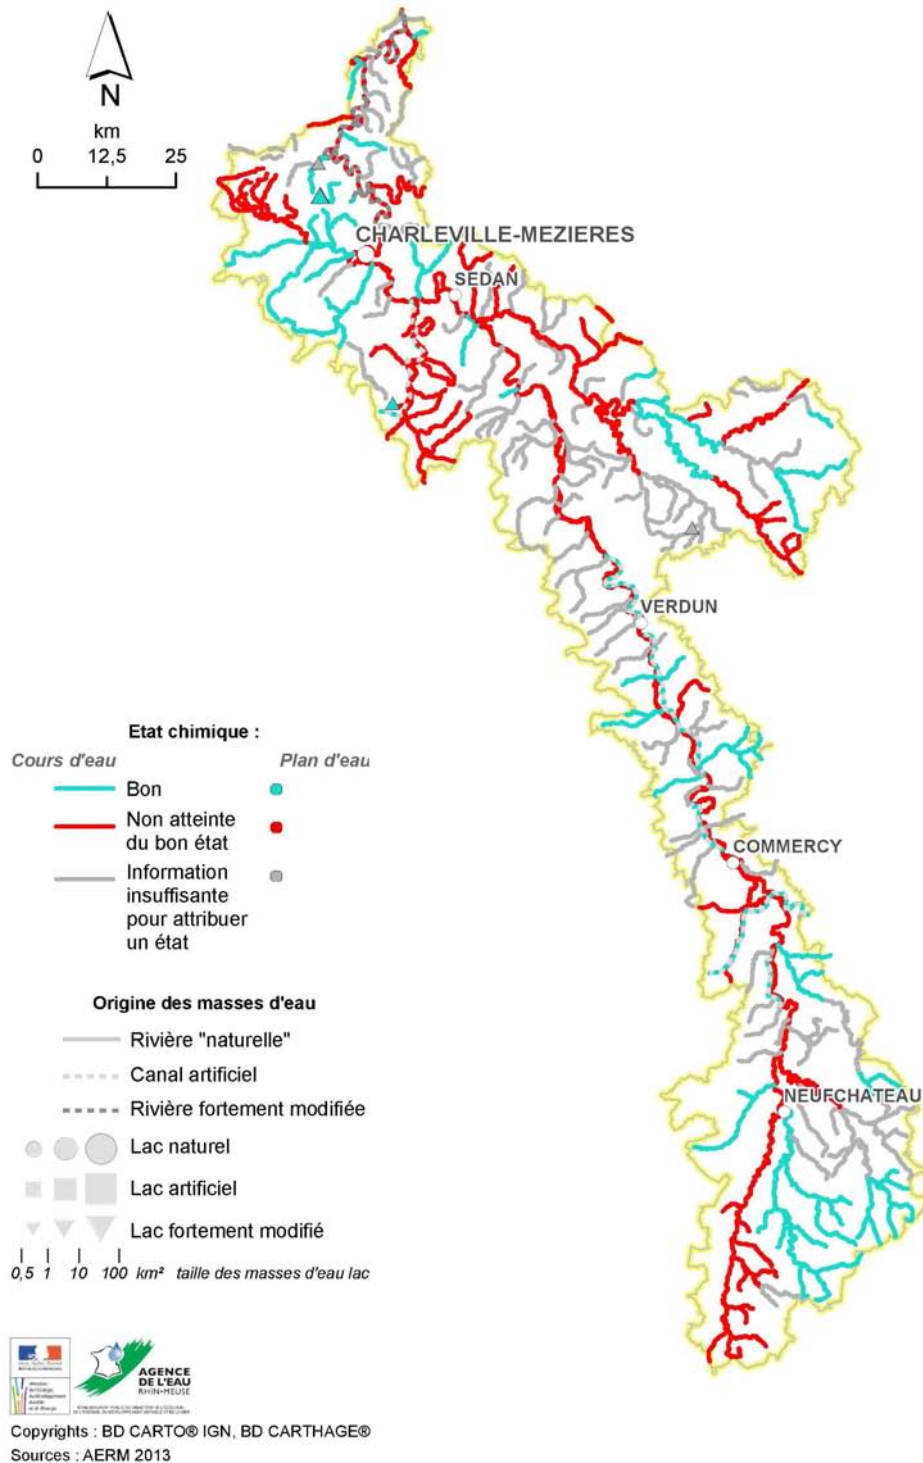 N
km
0 12,5 25
CHARLEVILLE-MEZIERES
SEDAN
VERDUN
COMMERCY
NEUFCHATEAU
Etat chimique :
Cours d'eau Plan d'eau
Bon
Non atteinte
du bon état
Information
insuffisante
pour attribuer
un état
Origine des masses d'eau
Rivière "naturelle"
Canal artificiel
Rivière fortement modifiée
Lac naturel
Lac artificiel
Lac fortement modifié
0,5 1 10 100 km² taille des masses d'eau lac
AGENCE
DE L'EAU
RHIN-MEUSE
Copyrights : BD CARTO® IGN, BD CARTHAGE®
Sources : AERM 2013